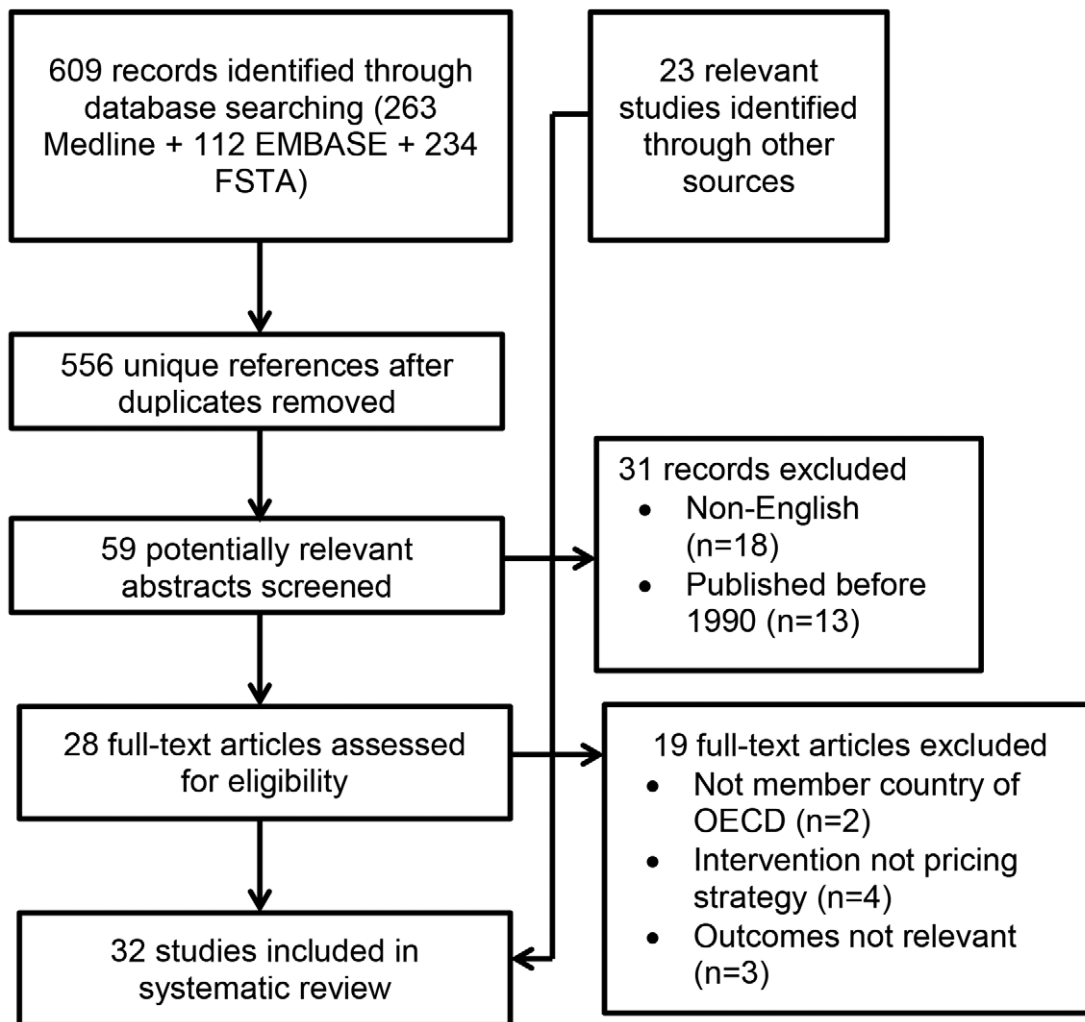 609 records identified through
database searching (263
Medline + 112 EMBASE + 234
FSTA)
23 relevant
studies identified
through other
sources
556 unique references after
duplicates removed
59 potentially relevant
abstracts screened
31 records excluded
• Non-English
(n=18)
• Published before
1990 (n=13)
28 full-text articles assessed
for eligibility
19 full-text articles excluded
• Not member country of
OECD (n=2)
• Intervention not pricing
strategy (n=4)
• Outcomes not relevant
(n=3)
32 studies included in
systematic review